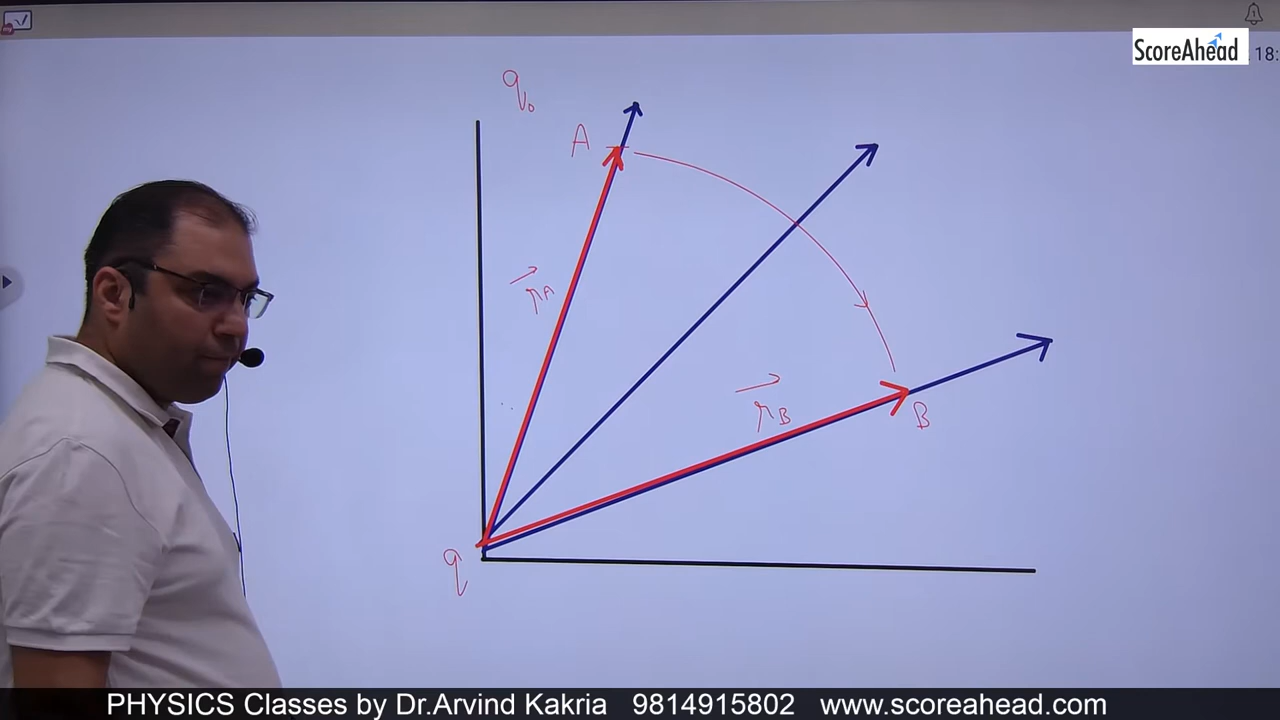 ScoreAhead
18:
q₀
A
r⃗A
r⃗B
B
q
PHYSICS Classes by Dr.Arvind Kakria 9814915802 www.scoreahead.com